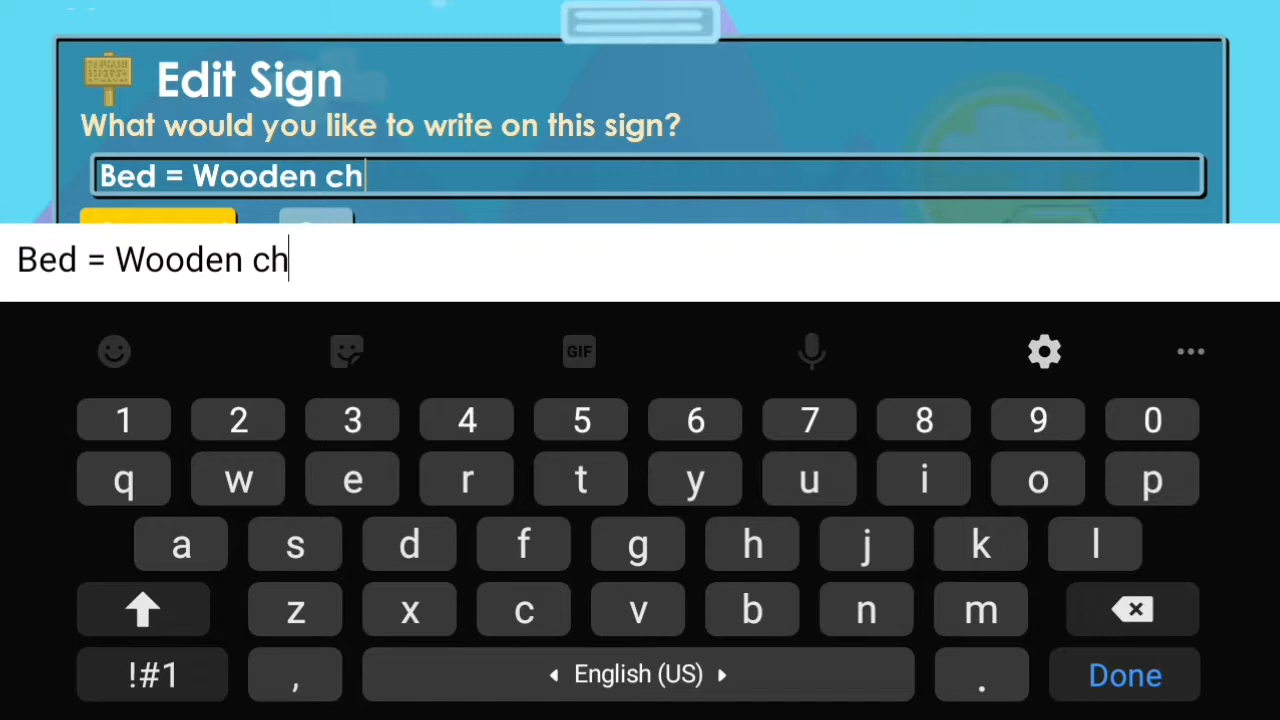 Edit Sign
What would you like to write on this sign?
Bed = Wooden ch
Bed = Wooden ch
GIF
1 2 3 4 5 6 7 8 9 0
q w e r t y u i o p
a s d f g h j k l
z x c v b n m
!#1 , English (US) . Done